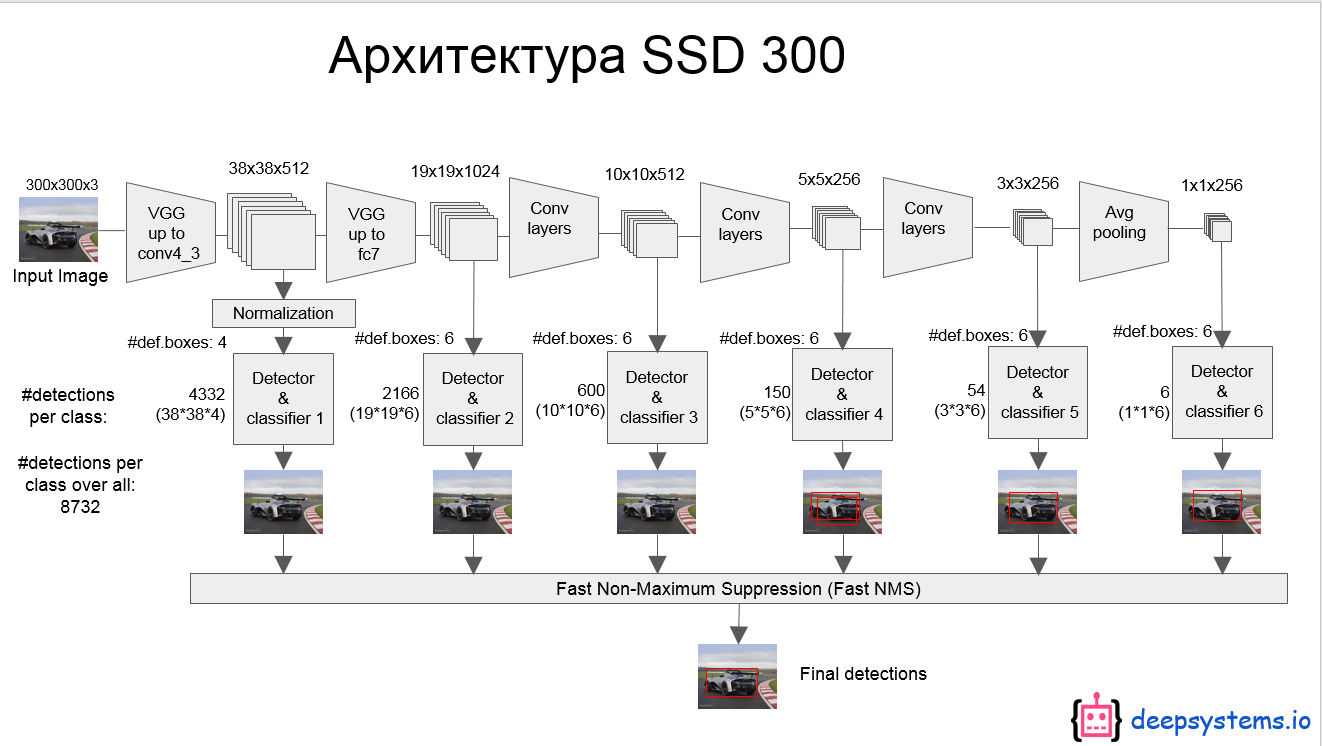 Архитектура SSD 300
300x300x3
Input Image
VGG
up to
conv4_3
38x38x512
VGG
up to
fc7
19x19x1024
Conv
layers
10x10x512
Conv
layers
5x5x256
Conv
layers
3x3x256
Avg
pooling
1x1x256
Normalization
#def.boxes: 4
#def.boxes: 6
#def.boxes: 6
#def.boxes: 6
#def.boxes: 6
#def.boxes: 6
#detections
per class:
4332
(38*38*4)
Detector
&
classifier 1
2166
(19*19*6)
Detector
&
classifier 2
600
(10*10*6)
Detector
&
classifier 3
150
(5*5*6)
Detector
&
classifier 4
54
(3*3*6)
Detector
&
classifier 5
6
(1*1*6)
Detector
&
classifier 6
#detections per
class over all:
8732
Fast Non-Maximum Suppression (Fast NMS)
Final detections
deepsystems.io